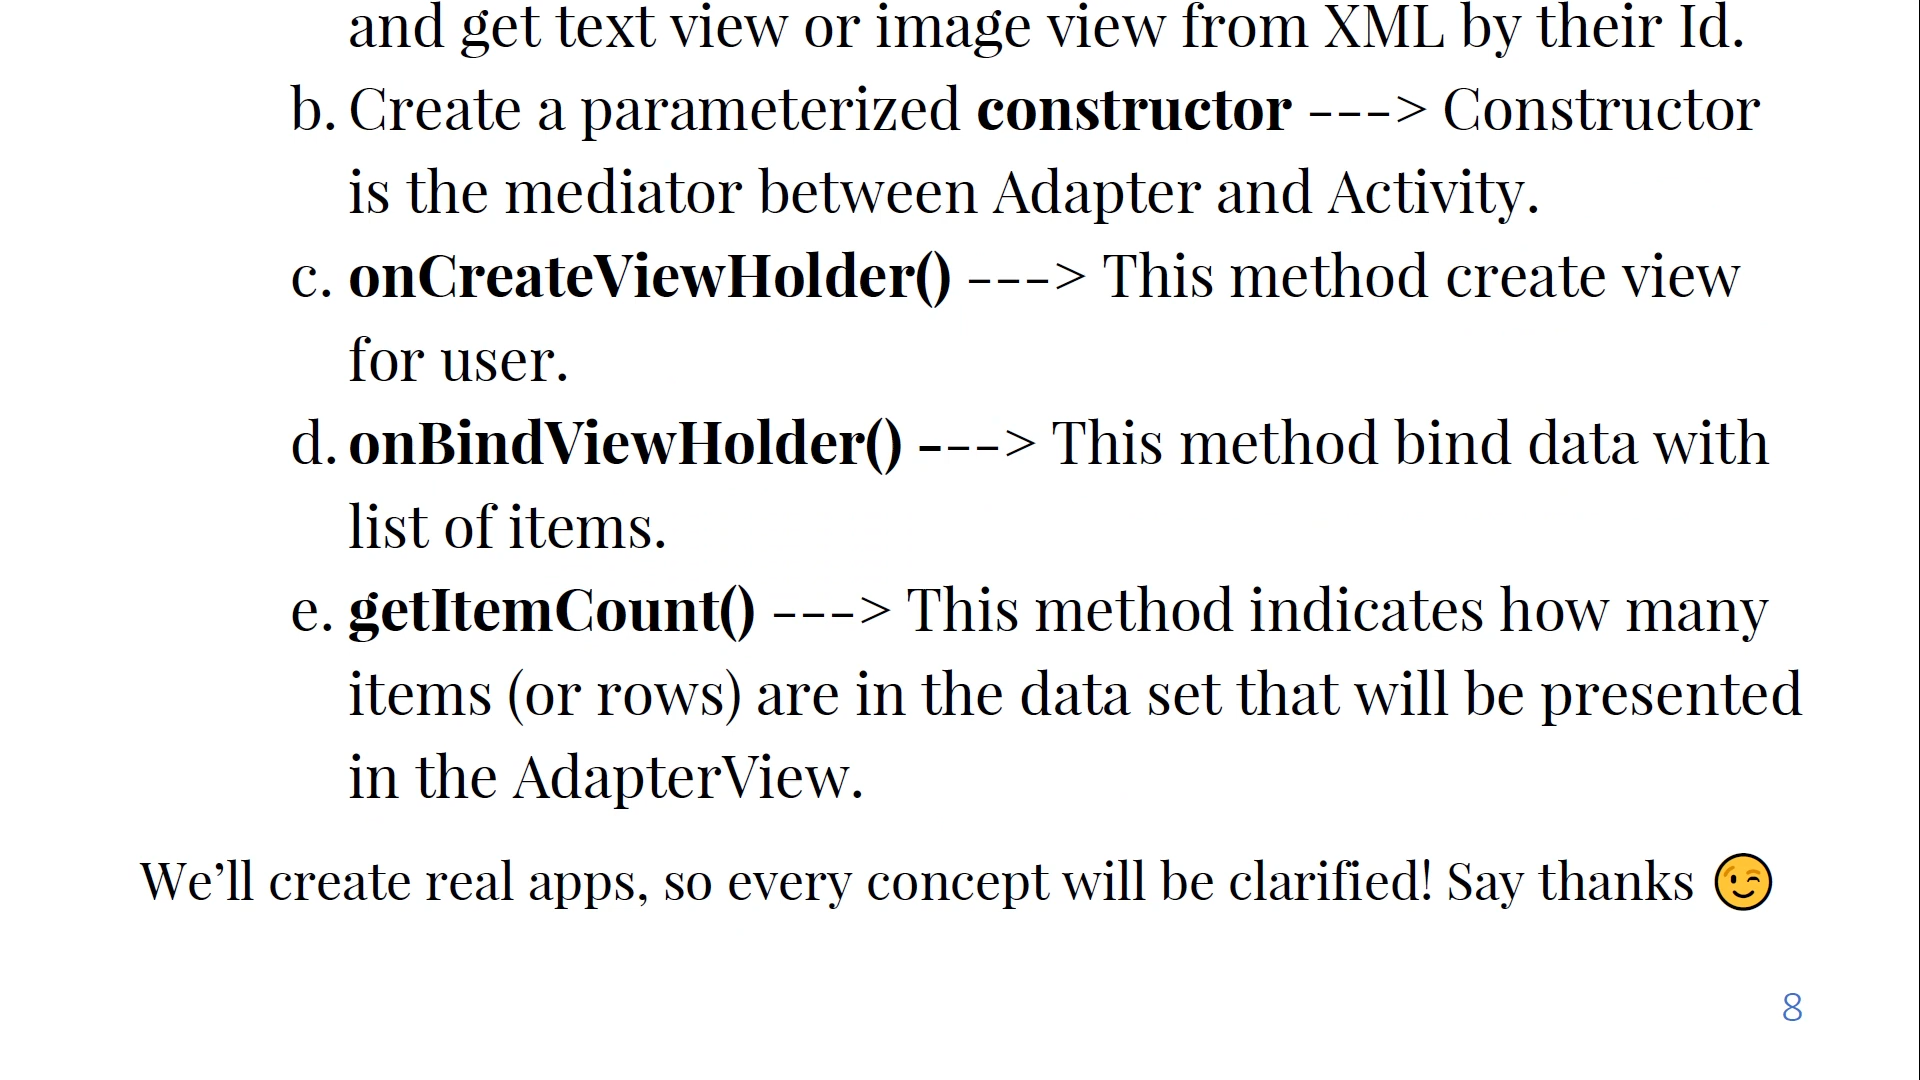 and get text view or image view from XML by their Id.
b. Create a parameterized constructor ---> Constructor
is the mediator between Adapter and Activity.
c. onCreateViewHolder() ---> This method create view
for user.
d. onBindViewHolder() ---> This method bind data with
list of items.
e. getItemCount() ---> This method indicates how many
items (or rows) are in the data set that will be presented
in the AdapterView.
We’ll create real apps, so every concept will be clarified! Say thanks 😉
8